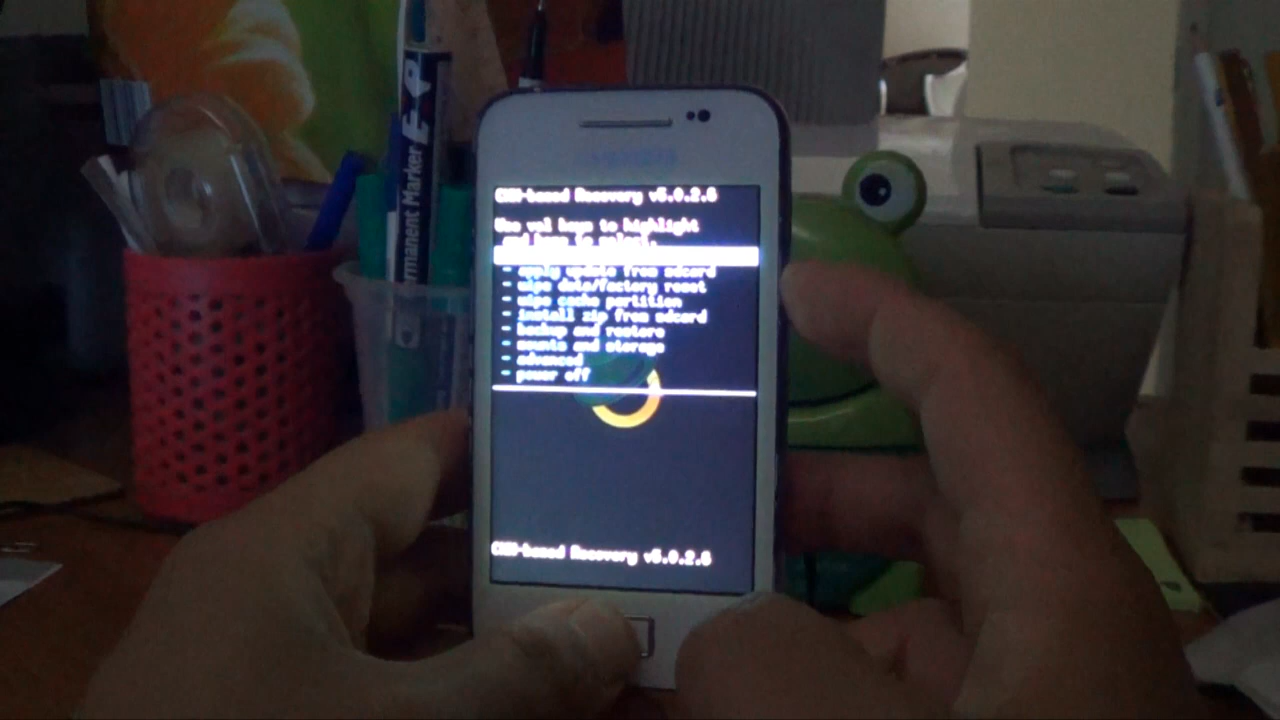 CWM-based Recovery v5.0.2.6
Use vol keys to highlight
and home to select.
- apply update from sdcard
- wipe data/factory reset
- wipe cache partition
- install zip from sdcard
- backup and restore
- mounts and storage
- advanced
- power off
CWM-based Recovery v5.0.2.6
Permanent Marker